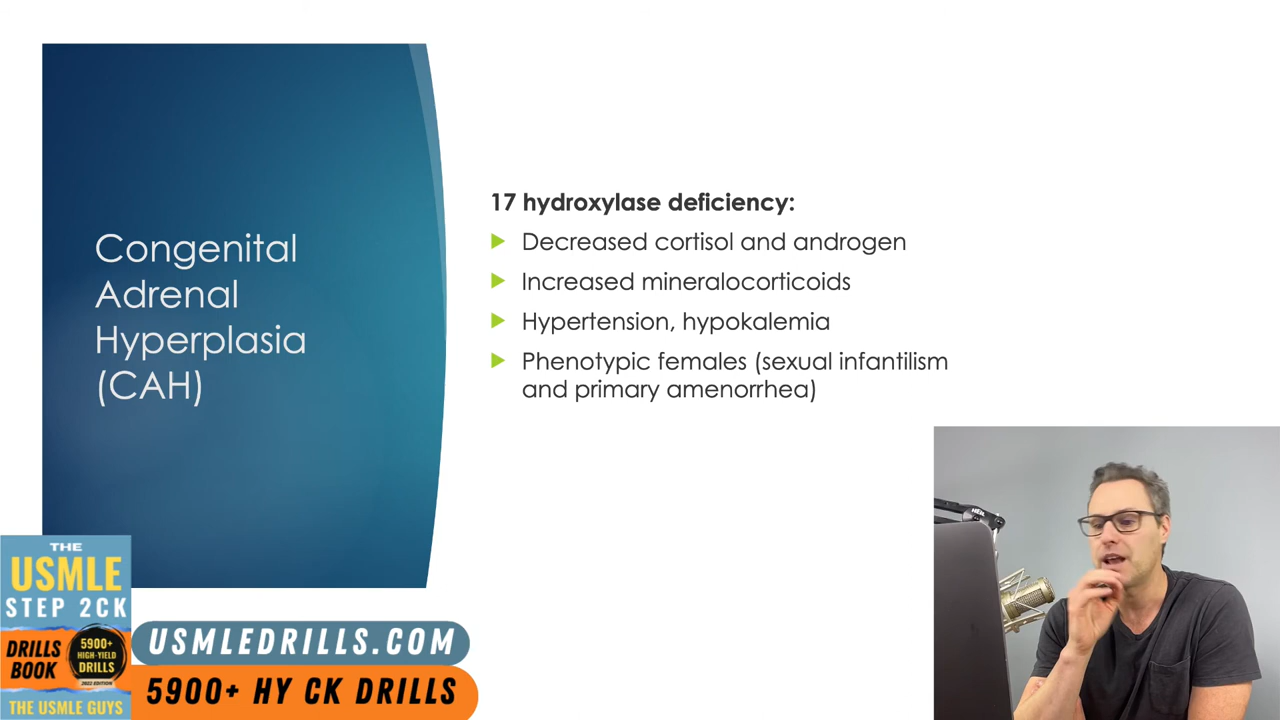 Congenital
Adrenal
Hyperplasia
(CAH)
17 hydroxylase deficiency:
Decreased cortisol and androgen
Increased mineralocorticoids
Hypertension, hypokalemia
Phenotypic females (sexual infantilism
and primary amenorrhea)
THE
USMLE
STEP 2CK
DRILLS
BOOK
5900+
HIGH-YIELD
DRILLS
2022 EDITION
THE USMLE GUYS
USMLEDRILLS.COM
5900+ HY CK DRILLS